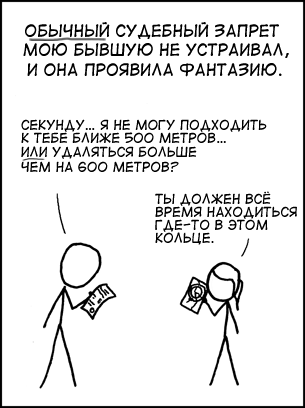 ОБЫЧНЫЙ СУДЕБНЫЙ ЗАПРЕТ
МОЮ БЫВШУЮ НЕ УСТРАИВАЛ,
И ОНА ПРОЯВИЛА ФАНТАЗИЮ.
СЕКУНДУ... Я НЕ МОГУ ПОДХОДИТЬ
К ТЕБЕ БЛИЖЕ 500 МЕТРОВ...
ИЛИ УДАЛЯТЬСЯ БОЛЬШЕ
ЧЕМ НА 600 МЕТРОВ?
ТЫ ДОЛЖЕН ВСЁ
ВРЕМЯ НАХОДИТЬСЯ
ГДЕ-ТО В ЭТОМ
КОЛЬЦЕ.